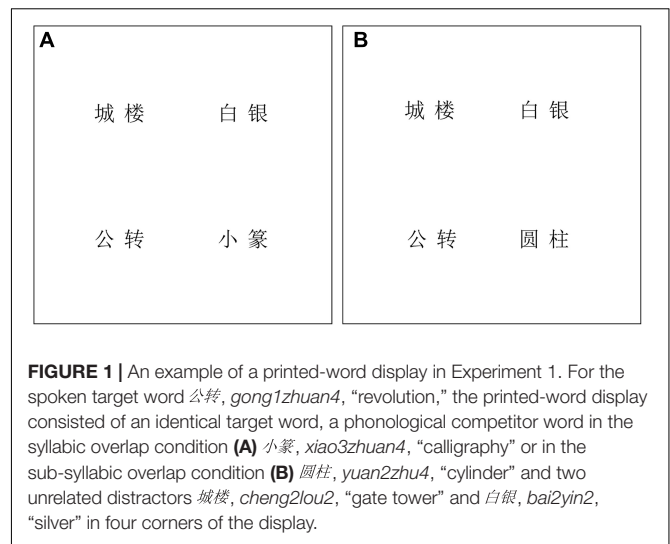 A
B
城 楼 白 银
城 楼 白 银
公 转 小 篆
公 转 圆 柱
FIGURE 1 | An example of a printed-word display in Experiment 1. For the
spoken target word 公转, gong1zhuan4, “revolution,” the printed-word display
consisted of an identical target word, a phonological competitor word in the
syllabic overlap condition (A) 小篆, xiao3zhuan4, “calligraphy” or in the
sub-syllabic overlap condition (B) 圆柱, yuan2zhu4, “cylinder” and two
unrelated distractors 城楼, cheng2lou2, “gate tower” and 白银, bai2yin2,
“silver” in four corners of the display.